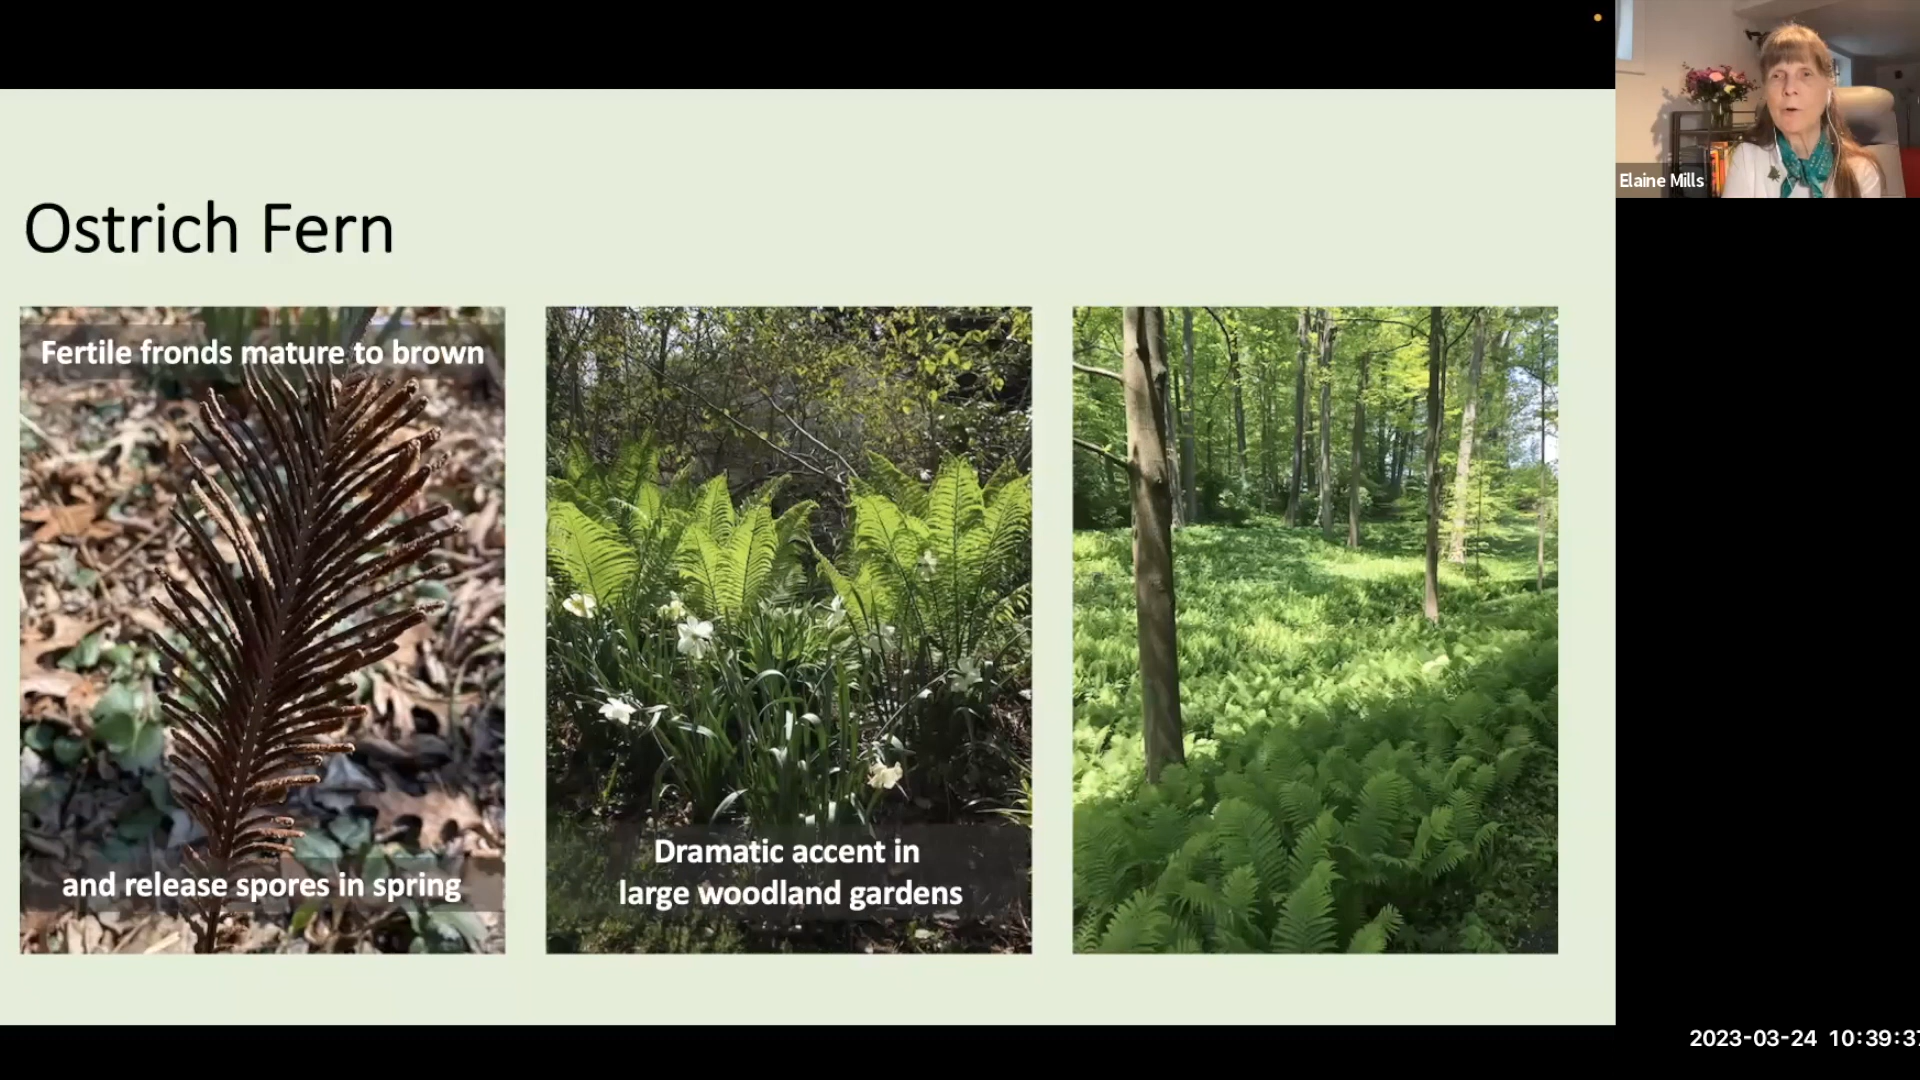 Elaine Mills
Ostrich Fern
Fertile fronds mature to brown
and release spores in spring
Dramatic accent in
large woodland gardens
2023-03-24 10:39:37